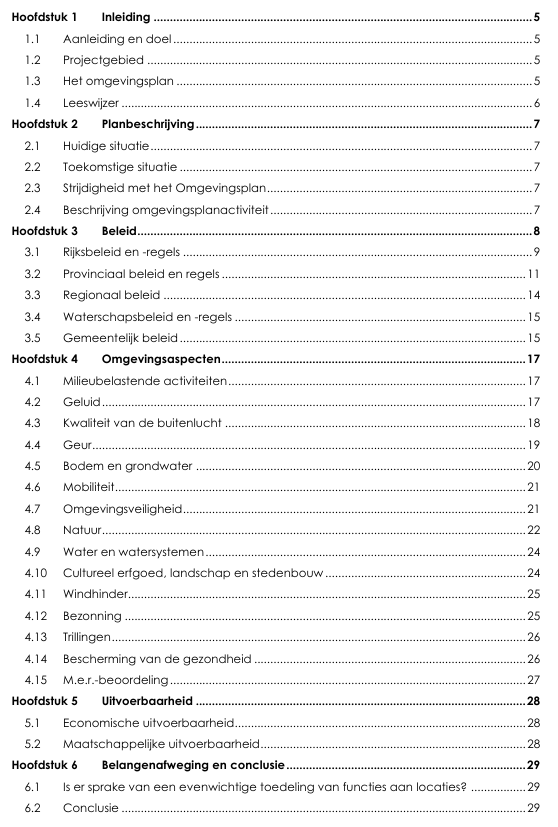 Hoofdstuk 1 Inleiding ..... 5
1.1 Aanleiding en doel ..... 5
1.2 Projectgebied ..... 5
1.3 Het omgevingsplan ..... 5
1.4 Leeswijzer ..... 6
Hoofdstuk 2 Planbeschrijving ..... 7
2.1 Huidige situatie ..... 7
2.2 Toekomstige situatie ..... 7
2.3 Strijdigheid met het Omgevingsplan ..... 7
2.4 Beschrijving omgevingsplanactiviteit ..... 7
Hoofdstuk 3 Beleid ..... 8
3.1 Rijksbeleid en -regels ..... 9
3.2 Provinciaal beleid en regels ..... 11
3.3 Regionaal beleid ..... 14
3.4 Waterschapsbeleid en -regels ..... 15
3.5 Gemeentelijk beleid ..... 15
Hoofdstuk 4 Omgevingsaspecten ..... 17
4.1 Milieubelastende activiteiten ..... 17
4.2 Geluid ..... 17
4.3 Kwaliteit van de buitenlucht ..... 18
4.4 Geur ..... 19
4.5 Bodem en grondwater ..... 20
4.6 Mobiliteit ..... 21
4.7 Omgevingsveiligheid ..... 21
4.8 Natuur ..... 22
4.9 Water en watersystemen ..... 24
4.10 Cultureel erfgoed, landschap en stedenbouw ..... 24
4.11 Windhinder ..... 25
4.12 Bezonning ..... 25
4.13 Trillingen ..... 26
4.14 Bescherming van de gezondheid ..... 26
4.15 M.e.r.-beoordeling ..... 27
Hoofdstuk 5 Uitvoerbaarheid ..... 28
5.1 Economische uitvoerbaarheid ..... 28
5.2 Maatschappelijke uitvoerbaarheid ..... 28
Hoofdstuk 6 Belangenafweging en conclusie ..... 29
6.1 Is er sprake van een evenwichtige toedeling van functies aan locaties? ..... 29
6.2 Conclusie ..... 29